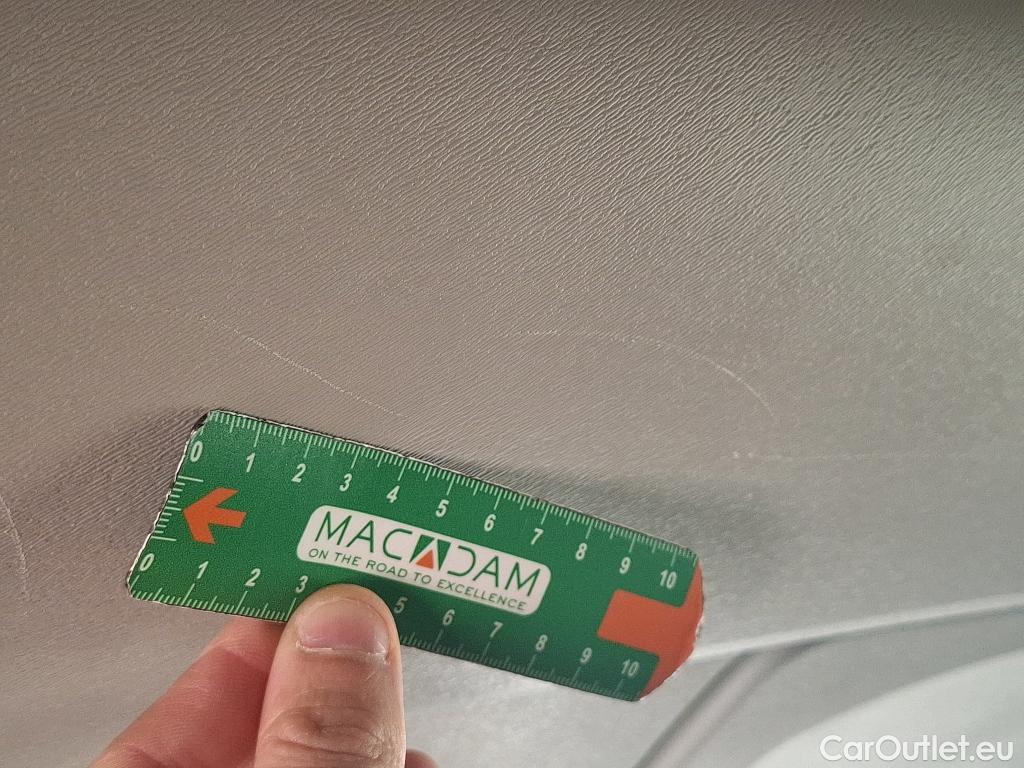 0 1 2 3 4 5 6 7 8 9 10
MACADAM
ON THE ROAD TO EXCELLENCE
0 1 2 3 5 6 7 8 9 10
CarOutlet.eu